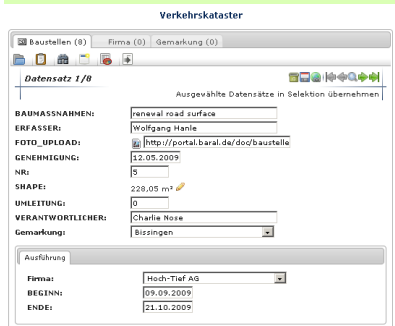 Verkehrskataster
Baustellen (8) Firma (0) Gemarkung (0)
Datensatz 1/8
Ausgewählte Datensätze in Selektion übernehmen
BAUMASSNAHMEN: reneval road surface
ERFASSER: Wolfgang Hanle
FOTO_UPLOAD: http://portal.baral.de/doc/baustelle
GENEHMIGUNG: 12.05.2009
NR: 5
SHAPE: 228,05 m²
UMLEITUNG: 0
VERANTWORTLICHER: Charlie Nose
Gemarkung: Bissingen
Ausführung
Firma: Hoch-Tief AG
BEGINN: 09.09.2009
ENDE: 21.10.2009